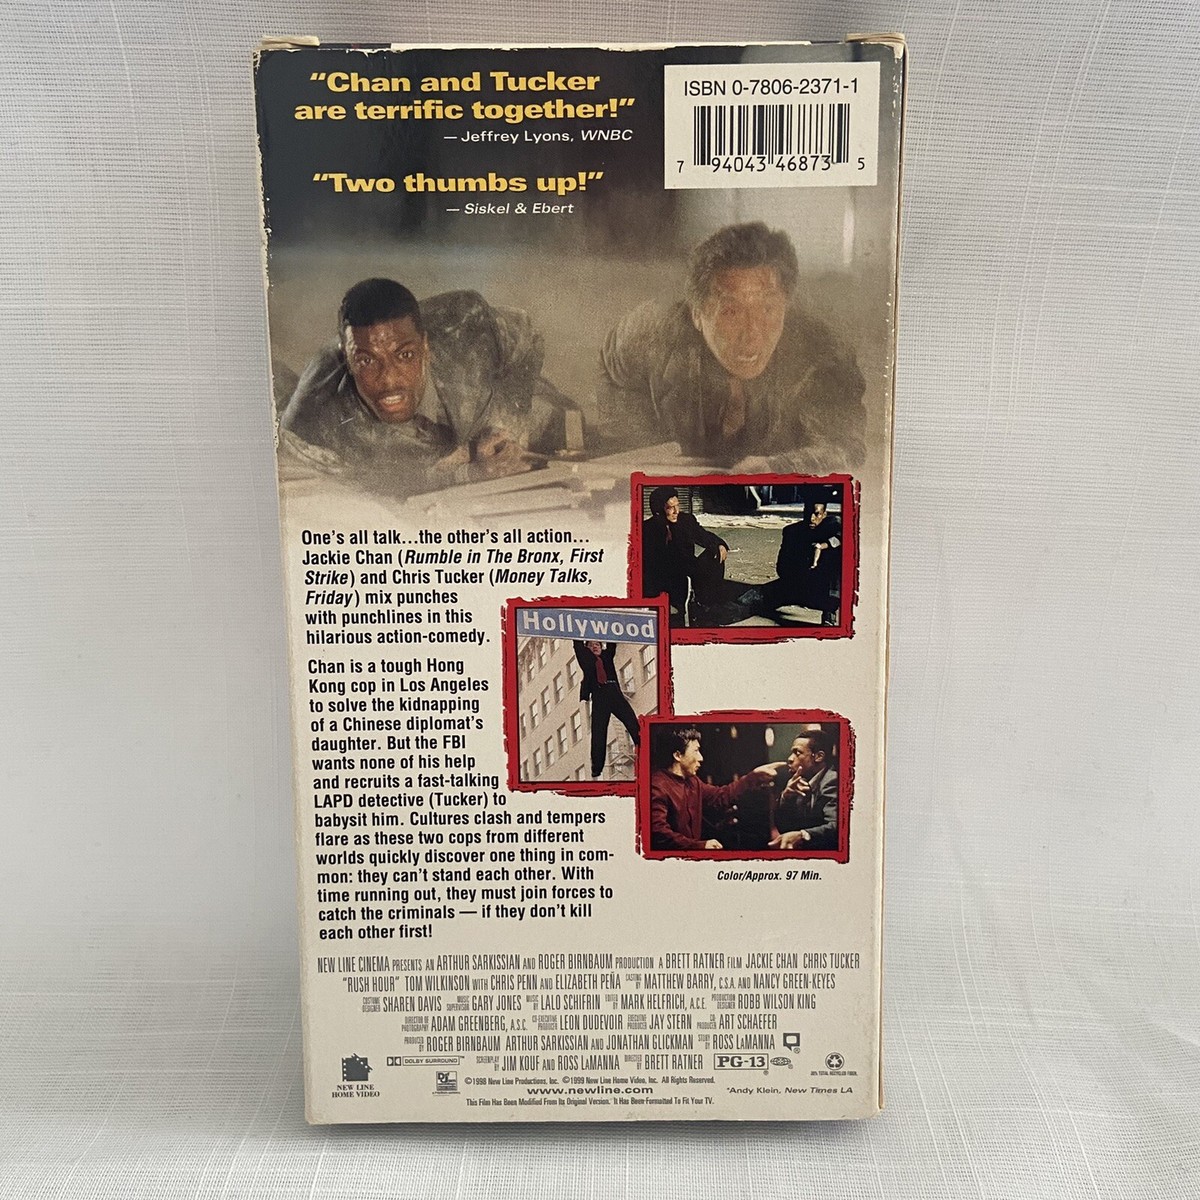 “Chan and Tucker
are terrific together!”
— Jeffrey Lyons, WNBC
“Two thumbs up!”
— Siskel & Ebert
ISBN 0-7806-2371-1
7 94043 46873 5
One's all talk...the other's all action...
Jackie Chan (Rumble in The Bronx, First
Strike) and Chris Tucker (Money Talks,
Friday) mix punches
with punchlines in this
hilarious action-comedy.
Hollywood
Chan is a tough Hong
Kong cop in Los Angeles
to solve the kidnapping
of a Chinese diplomat's
daughter. But the FBI
wants none of his help
and recruits a fast-talking
LAPD detective (Tucker) to
babysit him. Cultures clash and tempers
flare as these two cops from different
worlds quickly discover one thing in com-
mon: they can't stand each other. With
time running out, they must join forces to
catch the criminals — if they don't kill
each other first!
Color/Approx. 97 Min.
NEW LINE CINEMA PRESENTS AN ARTHUR SARKISSIAN AND ROGER BIRNBAUM PRODUCTION A BRETT RATNER FILM JACKIE CHAN CHRIS TUCKER
"RUSH HOUR" TOM WILKINSON WITH CHRIS PENN AND ELIZABETH PEÑA CASTING BY MATTHEW BARRY, C.S.A. AND NANCY GREEN-KEYES
COSTUME DESIGNER SHAREN DAVIS MUSIC SUPERVISOR GARY JONES MUSIC BY LALO SCHIFRIN EDITED BY MARK HELFRICH, A.C.E. PRODUCTION DESIGNER ROBB WILSON KING
DIRECTOR OF PHOTOGRAPHY ADAM GREENBERG, A.S.C. CO-EXECUTIVE PRODUCER LEON DUDEVOIR EXECUTIVE PRODUCER JAY STERN CO-PRODUCER ART SCHAEFER
PRODUCED BY ROGER BIRNBAUM ARTHUR SARKISSIAN AND JONATHAN GLICKMAN STORY BY ROSS LaMANNA
DOLBY SURROUND SCREENPLAY BY JIM KOUF AND ROSS LaMANNA DIRECTED BY BRETT RATNER PG-13
NEW LINE
HOME VIDEO
©1998 New Line Productions, Inc. ©1999 New Line Home Video, Inc. All Rights Reserved.
www.newline.com
*Andy Klein, New Times LA
This Film Has Been Modified From Its Original Version. It Has Been Formatted To Fit Your TV.